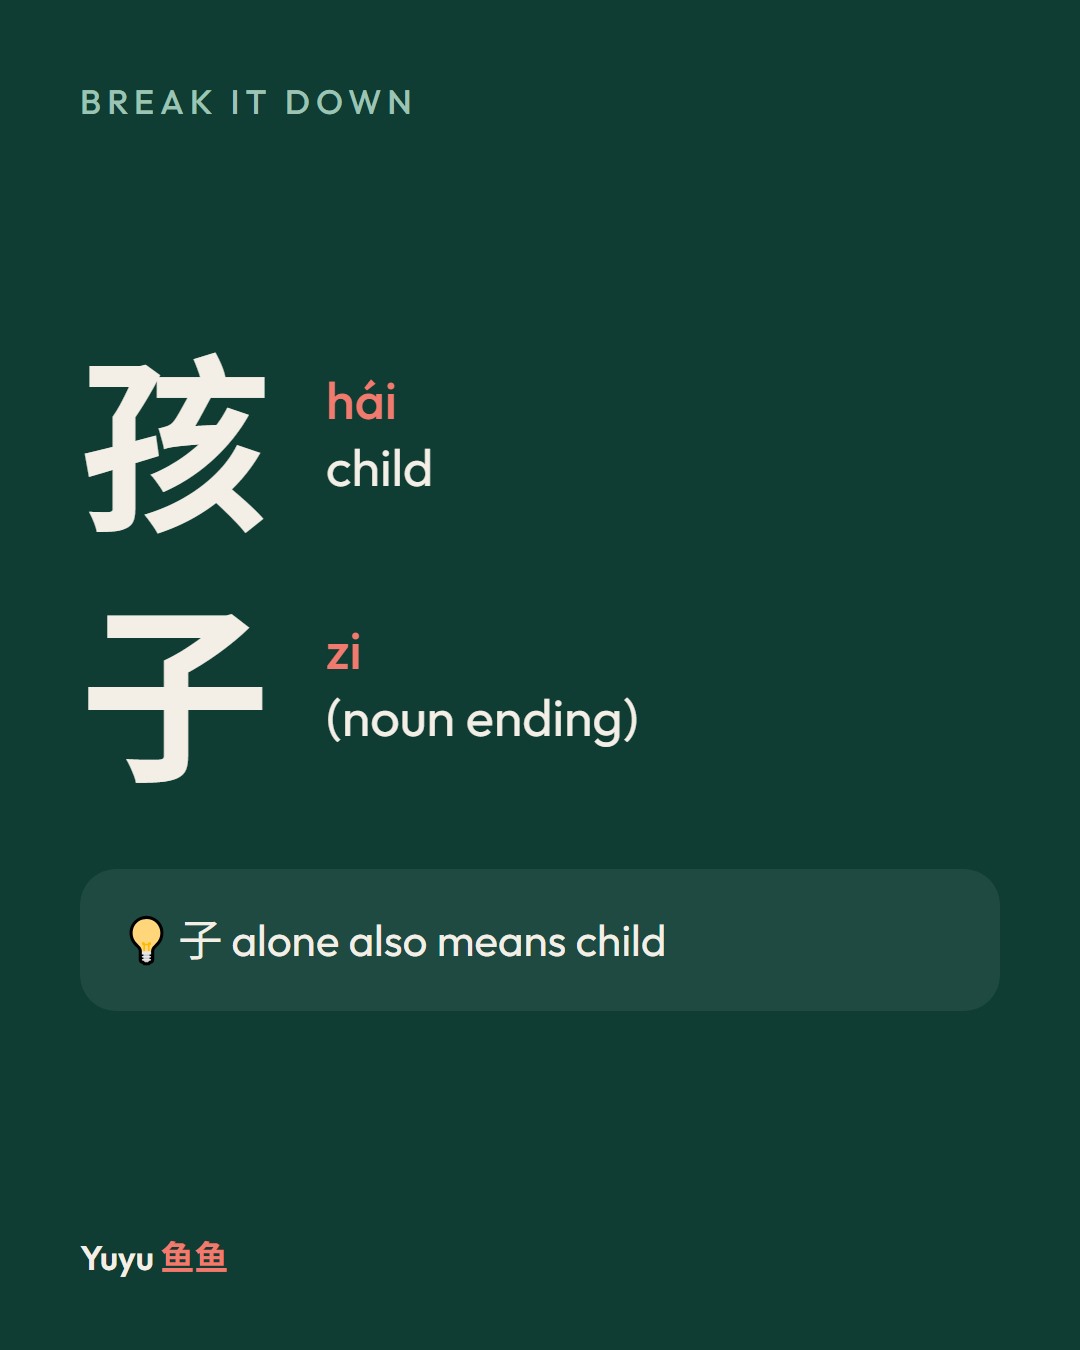 BREAK IT DOWN
孩
hái
child
子
zi
(noun ending)
💡 子 alone also means child
Yuyu 鱼鱼